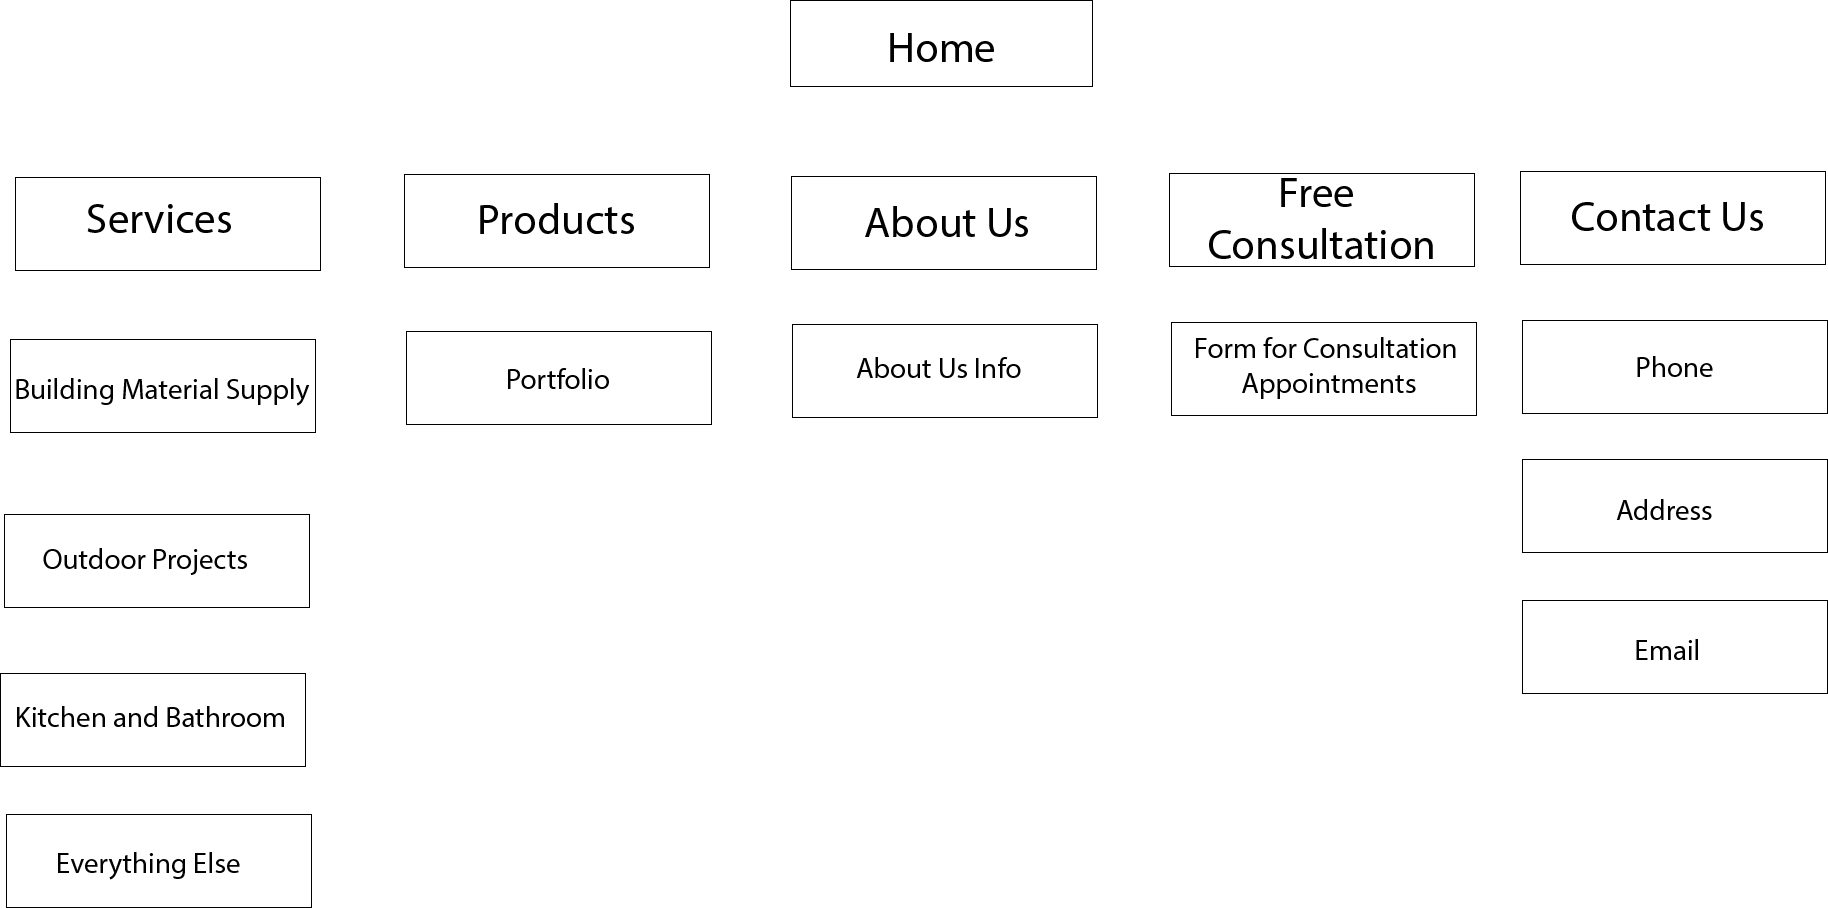 Home
Services
Products
About Us
Free
Consultation
Contact Us
Building Material Supply
Portfolio
About Us Info
Form for Consultation
Appointments
Phone
Outdoor Projects
Address
Kitchen and Bathroom
Email
Everything Else